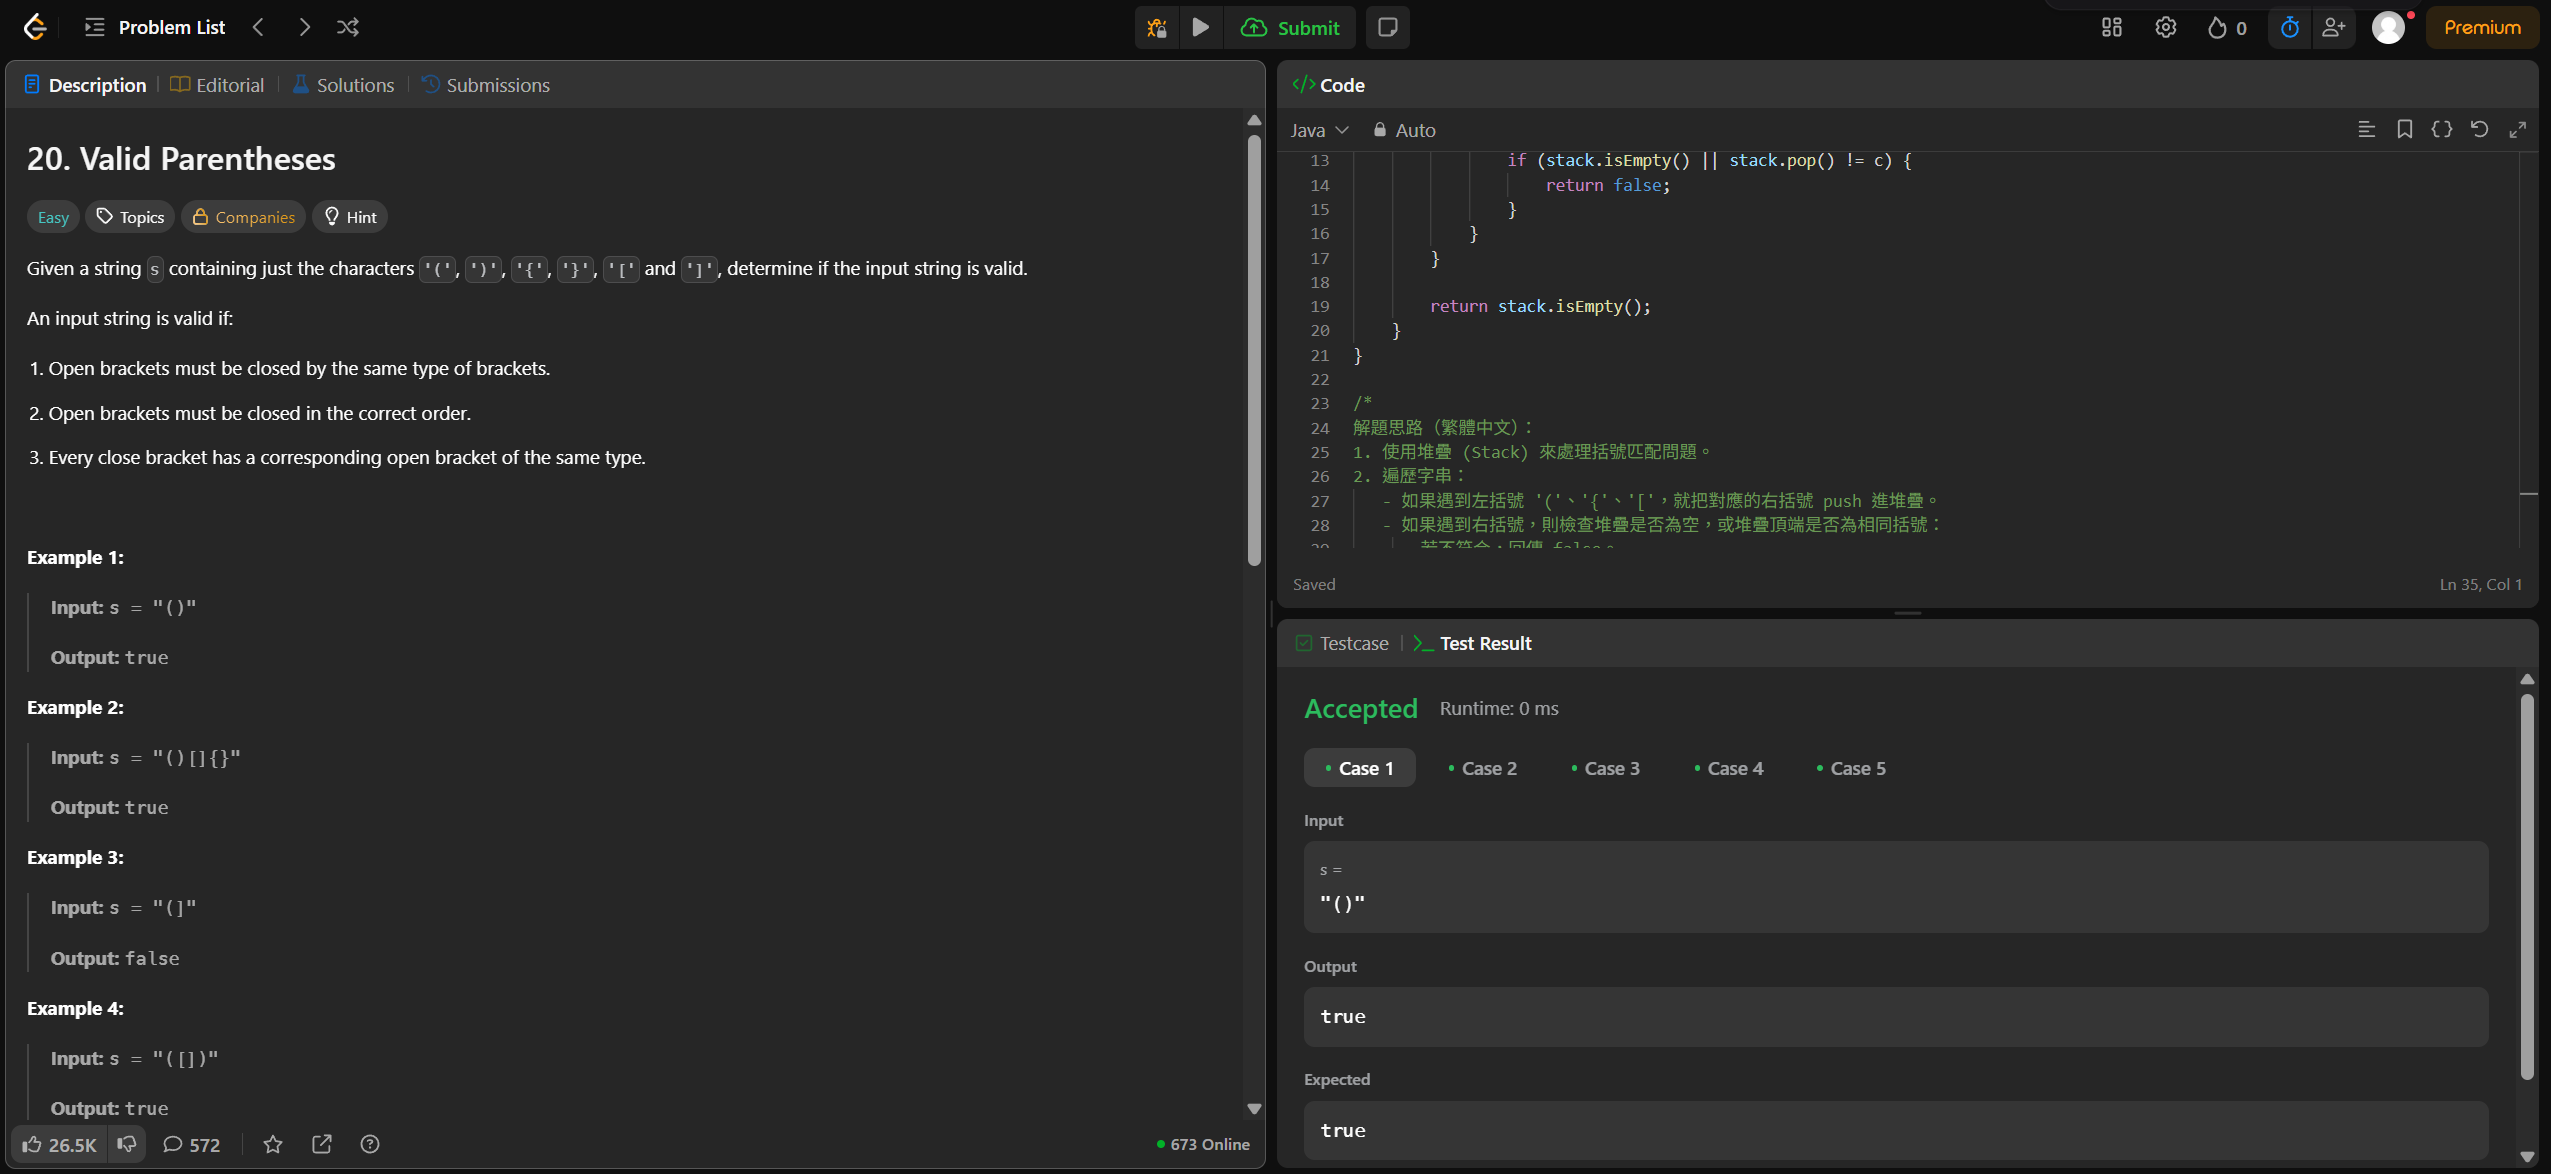 Problem List
Submit
0
Premium
Description
Editorial
Solutions
Submissions
20. Valid Parentheses
Easy
Topics
Companies
Hint
Given a string s containing just the characters '(', ')', '{', '}', '[' and ']', determine if the input string is valid.
An input string is valid if:
1. Open brackets must be closed by the same type of brackets.
2. Open brackets must be closed in the correct order.
3. Every close bracket has a corresponding open bracket of the same type.
Example 1:
Input: s = "()"
Output: true
Example 2:
Input: s = "()[]{}"
Output: true
Example 3:
Input: s = "(]"
Output: false
Example 4:
Input: s = "([])"
Output: true
26.5K
572
673 Online
</> Code
Java
Auto
13 if (stack.isEmpty() || stack.pop() != c) {
14 return false;
15 }
16 }
17 }
18
19 return stack.isEmpty();
20 }
21 }
22
23 /*
24 解題思路（繁體中文）：
25 1. 使用堆疊 (Stack) 來處理括號匹配問題。
26 2. 遍歷字串：
27 - 如果遇到左括號 '('、'{'、'['，就把對應的右括號 push 進堆疊。
28 - 如果遇到右括號，則檢查堆疊是否為空，或堆疊頂端是否為相同括號：
29 若不符合，回傳 false。
Saved
Ln 35, Col 1
Testcase
Test Result
Accepted
Runtime: 0 ms
Case 1
Case 2
Case 3
Case 4
Case 5
Input
s =
"()"
Output
true
Expected
true